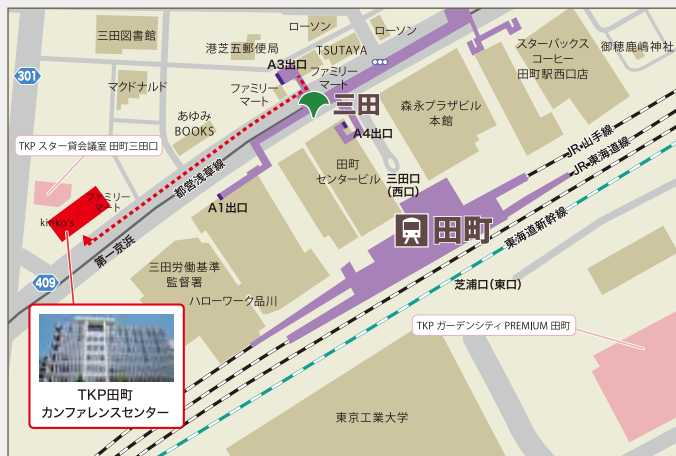 ローソン
ローソン
三田図書館
港芝五郵便局
TSUTAYA
スターバックス
コーヒー
田町駅西口店
御穂鹿嶋神社
A3出口
301
ファミリー
マート
マクドナルド
ファミリー
マート
三田
あゆみ
BOOKS
森永プラザビル
本館
A4出口
JR・山手線
JR・東海道線
TKP スター貸会議室 田町三田口
田町
センタービル
三田口
(西口)
都営浅草線
ファミリー
マート
kinko's
A1出口
田町
東海道新幹線
第一京浜
三田労働基準
監督署
409
ハローワーク品川
芝浦口(東口)
TKP ガーデンシティ PREMIUM 田町
TKP田町
カンファレンスセンター
東京工業大学